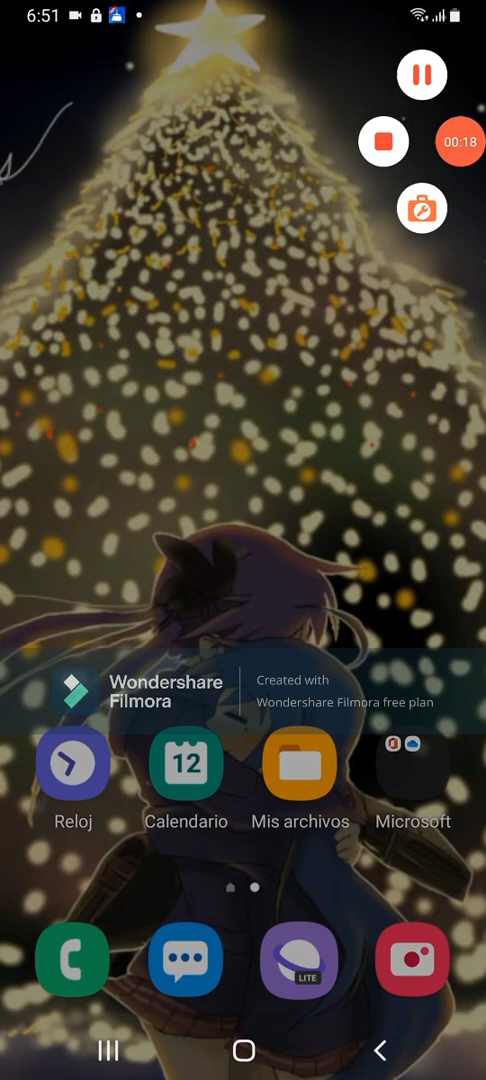 6:51
00:18
Wondershare
Filmora
Created with
Wondershare Filmora free plan
12
Reloj
Calendario
Mis archivos
Microsoft
LITE